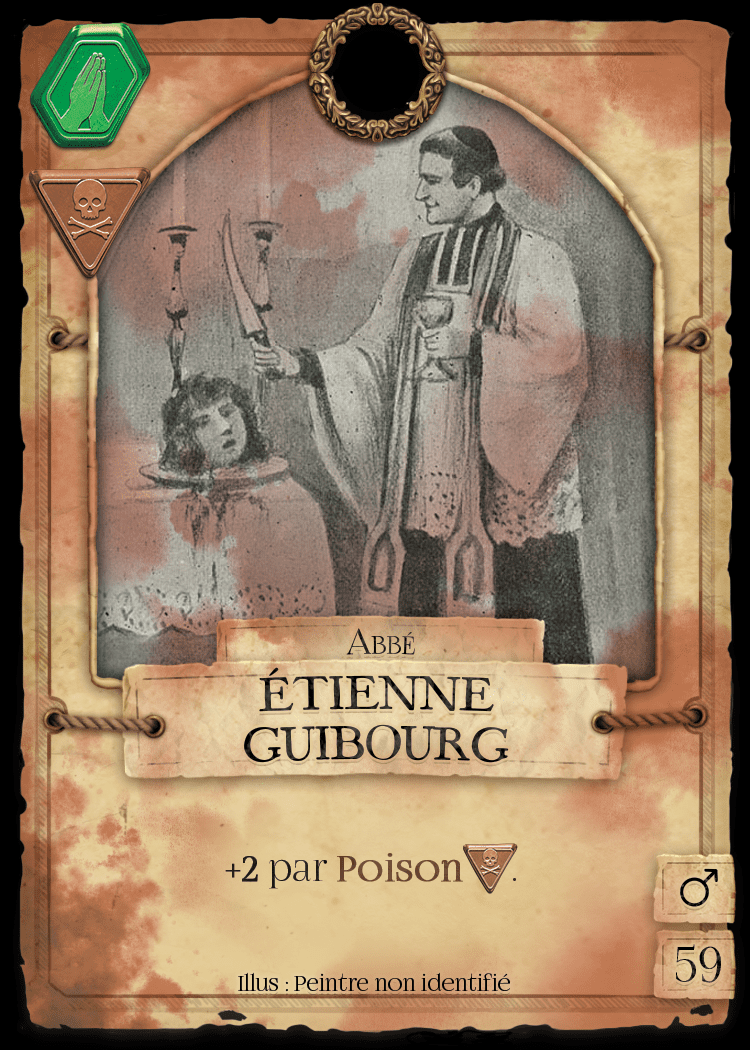 Abbé
Étienne
Guibourg
+2 par Poison.
Illus : Peintre non identifié
♂
59